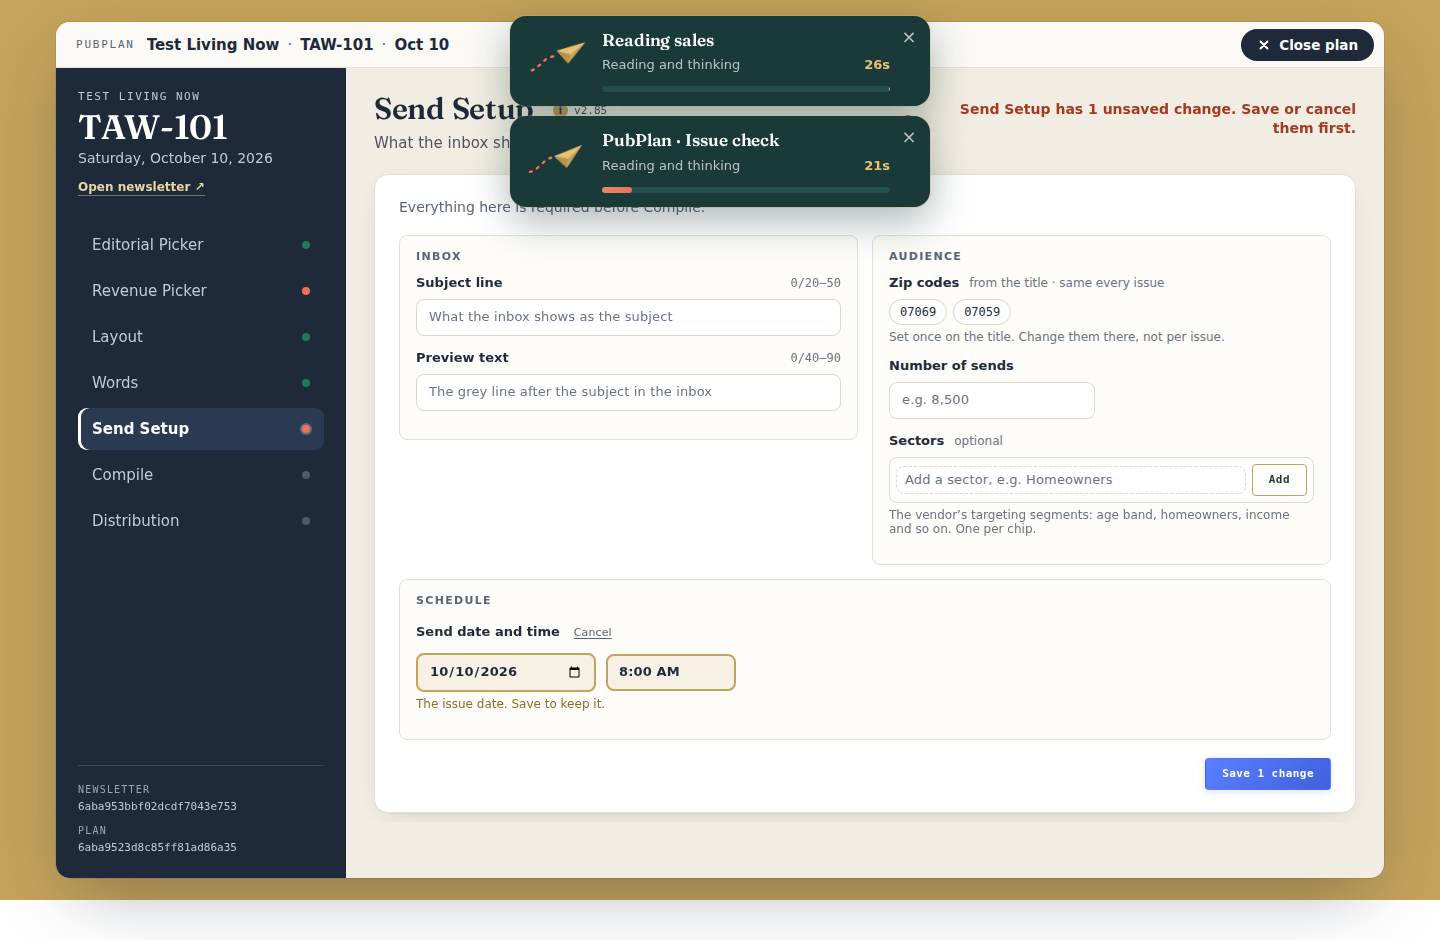 PUBPLAN Test Living Now · TAW-101 · Oct 10
Close plan
Reading sales
Reading and thinking 26s
PubPlan · Issue check
Reading and thinking 21s
TEST LIVING NOW
TAW-101
Saturday, October 10, 2026
Open newsletter ↗
Editorial Picker
Revenue Picker
Layout
Words
Send Setup
Compile
Distribution
NEWSLETTER
6aba953bbf02dcdf7043e753
PLAN
6aba9523d8c85ff81ad86a35
Send Setup v2.85
What the inbox sh
Send Setup has 1 unsaved change. Save or cancel
them first.
Everything here is required before Compile.
INBOX
Subject line 0/20–50
What the inbox shows as the subject
Preview text 0/40–90
The grey line after the subject in the inbox
AUDIENCE
Zip codes from the title · same every issue
07069 07059
Set once on the title. Change them there, not per issue.
Number of sends
e.g. 8,500
Sectors optional
Add a sector, e.g. Homeowners Add
The vendor’s targeting segments: age band, homeowners, income
and so on. One per chip.
SCHEDULE
Send date and time Cancel
10/10/2026 8:00 AM
The issue date. Save to keep it.
Save 1 change